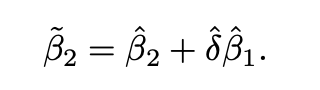 β̃₂ = β̂₂ + δ̂β̂₁.